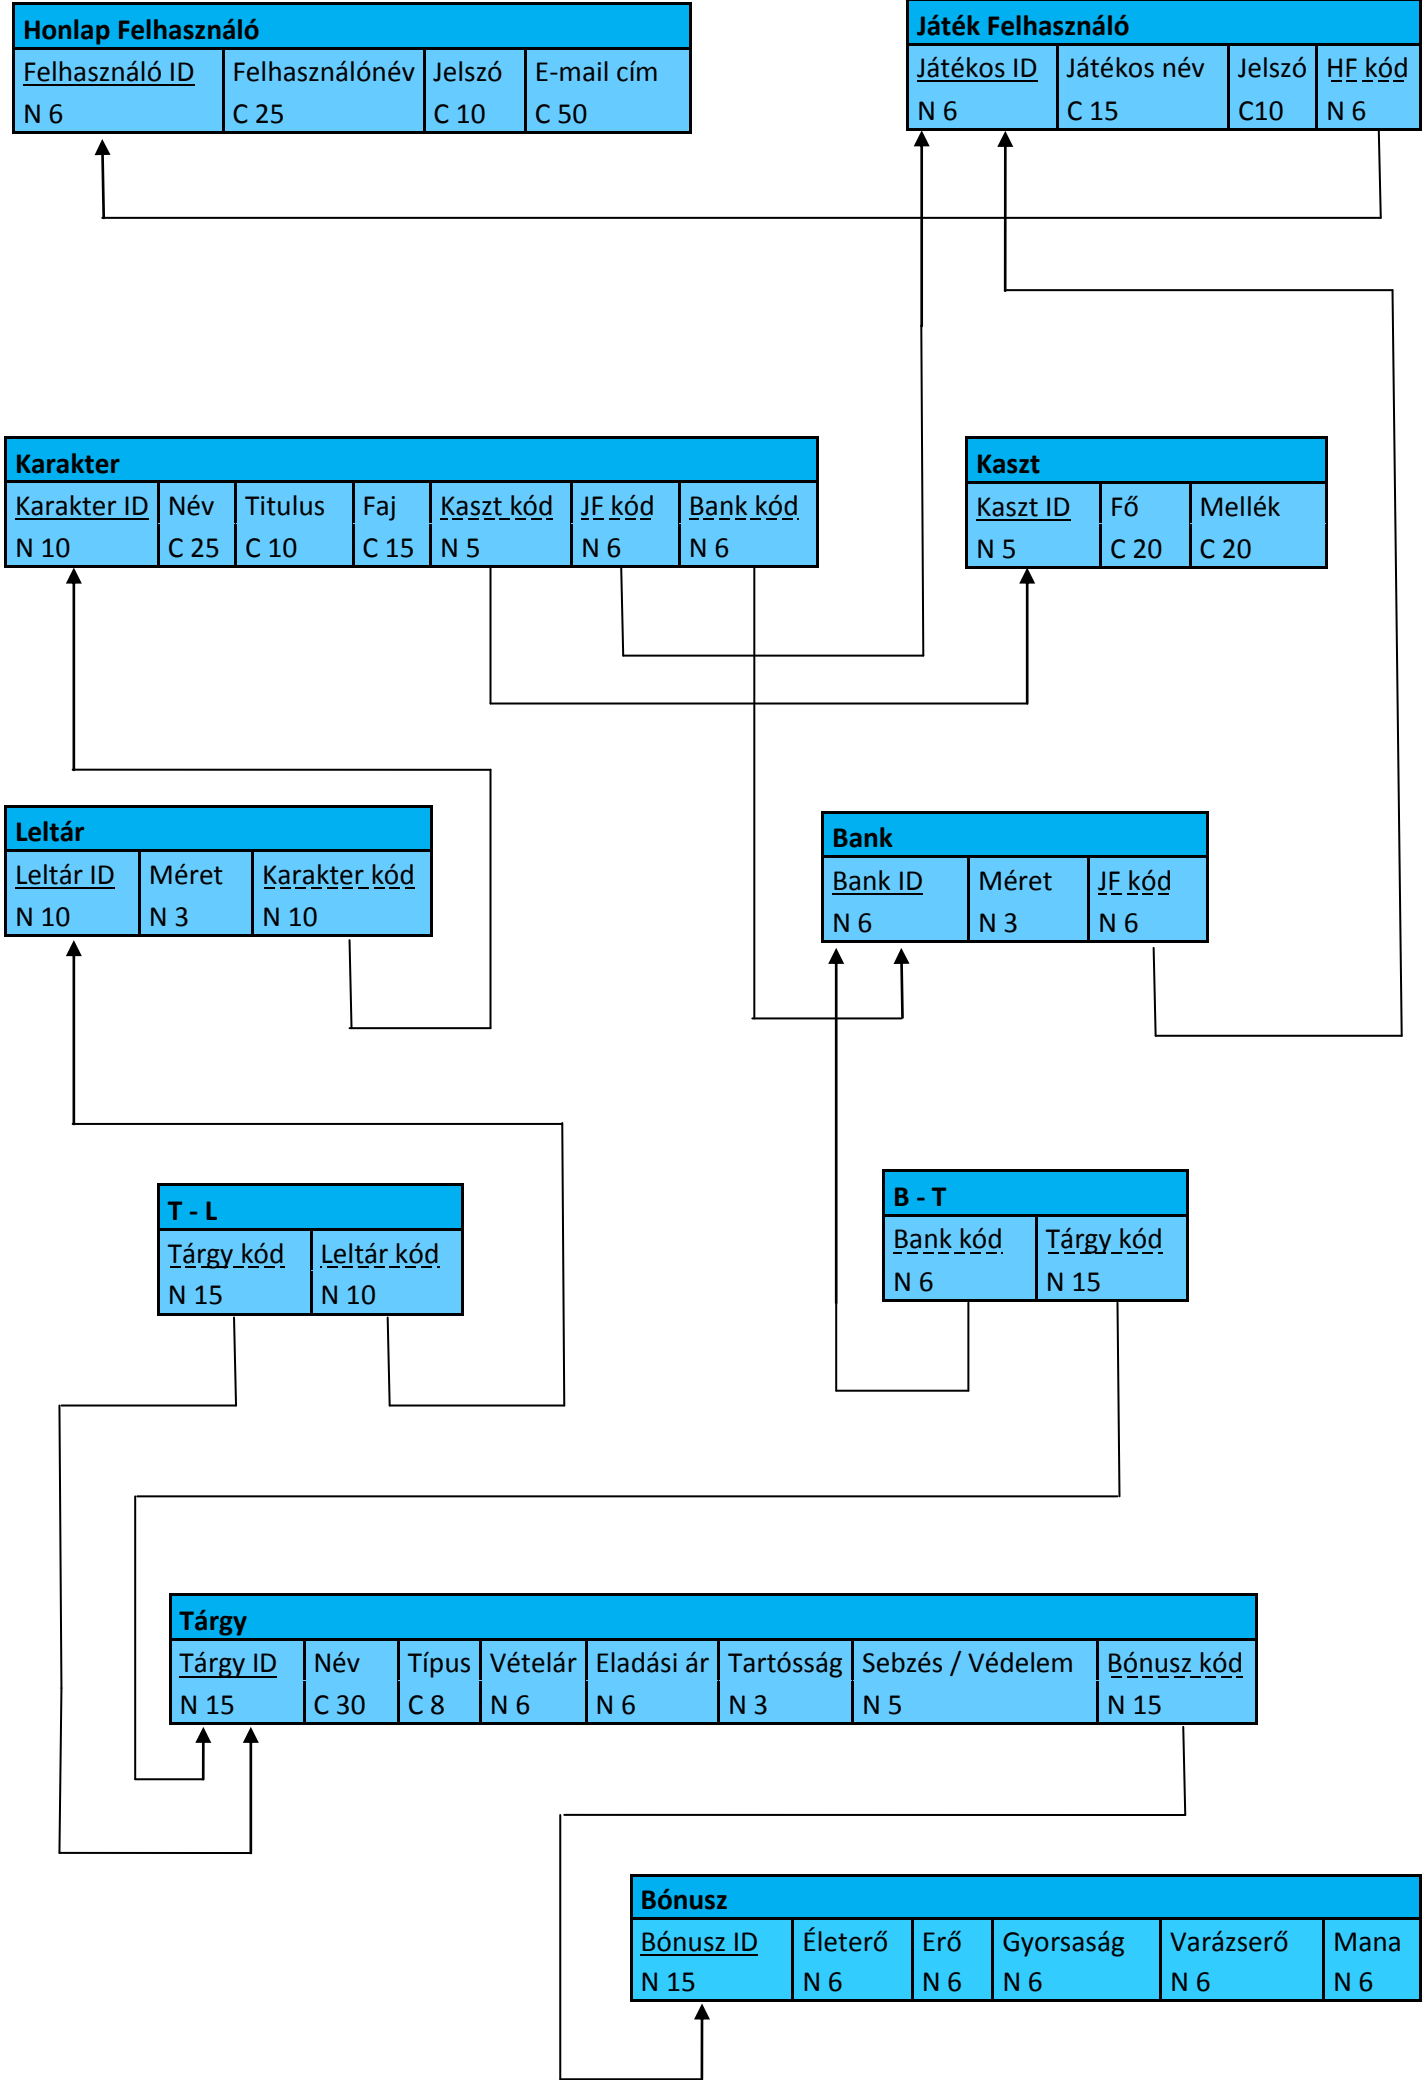 Honlap Felhasználó
Felhasználó ID Felhasználónév Jelszó E-mail cím
N 6 C 25 C 10 C 50
Játék Felhasználó
Játékos ID Játékos név Jelszó HF kód
N 6 C 15 C10 N 6
Karakter
Karakter ID Név Titulus Faj Kaszt kód JF kód Bank kód
N 10 C 25 C 10 C 15 N 5 N 6 N 6
Kaszt
Kaszt ID Fő Mellék
N 5 C 20 C 20
Leltár
Leltár ID Méret Karakter kód
N 10 N 3 N 10
Bank
Bank ID Méret JF kód
N 6 N 3 N 6
T - L
Tárgy kód Leltár kód
N 15 N 10
B - T
Bank kód Tárgy kód
N 6 N 15
Tárgy
Tárgy ID Név Típus Vételár Eladási ár Tartósság Sebzés / Védelem Bónusz kód
N 15 C 30 C 8 N 6 N 6 N 3 N 5 N 15
Bónusz
Bónusz ID Életerő Erő Gyorsaság Varázserő Mana
N 15 N 6 N 6 N 6 N 6 N 6